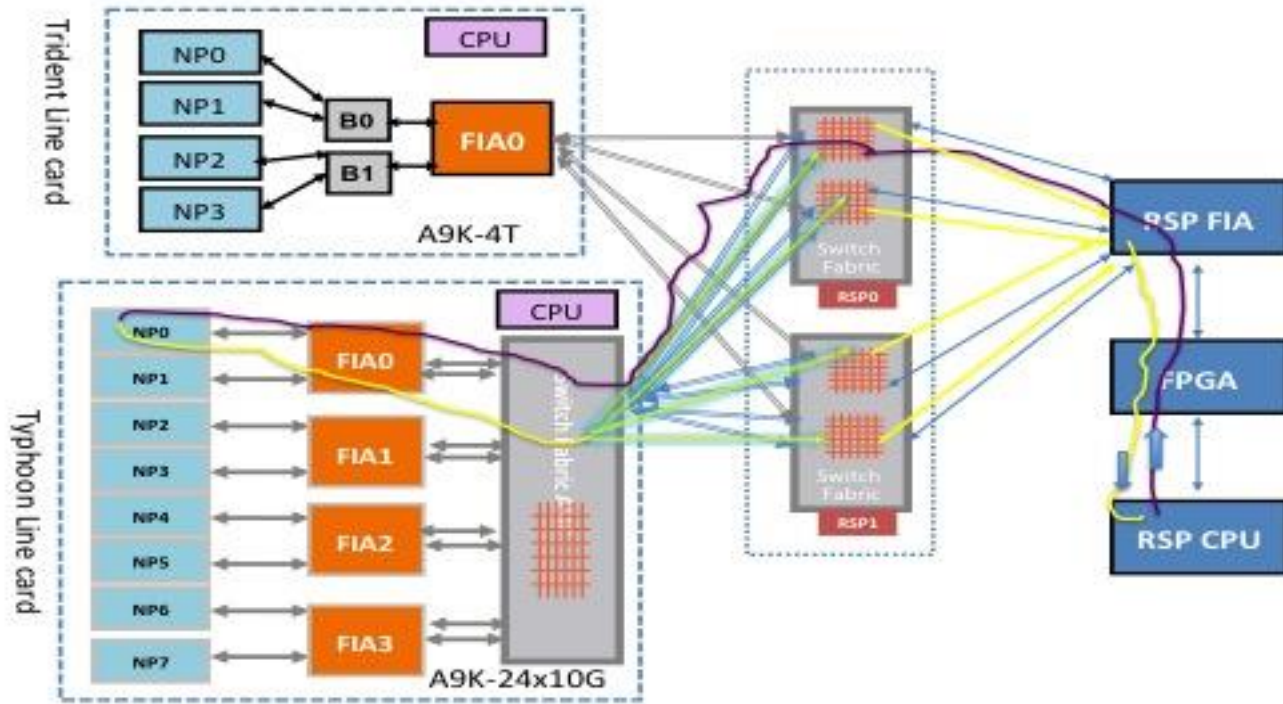 Trident Line card
CPU
NP0
NP1
NP2
NP3
B0
B1
FIA0
A9K-4T
Typhoon Line card
CPU
NP0
NP1
NP2
NP3
NP4
NP5
NP6
NP7
FIA0
FIA1
FIA2
FIA3
Switch Fabric
A9K-24x10G
Switch
Fabric
RSP0
Switch
Fabric
RSP1
RSP FIA
FPGA
RSP CPU